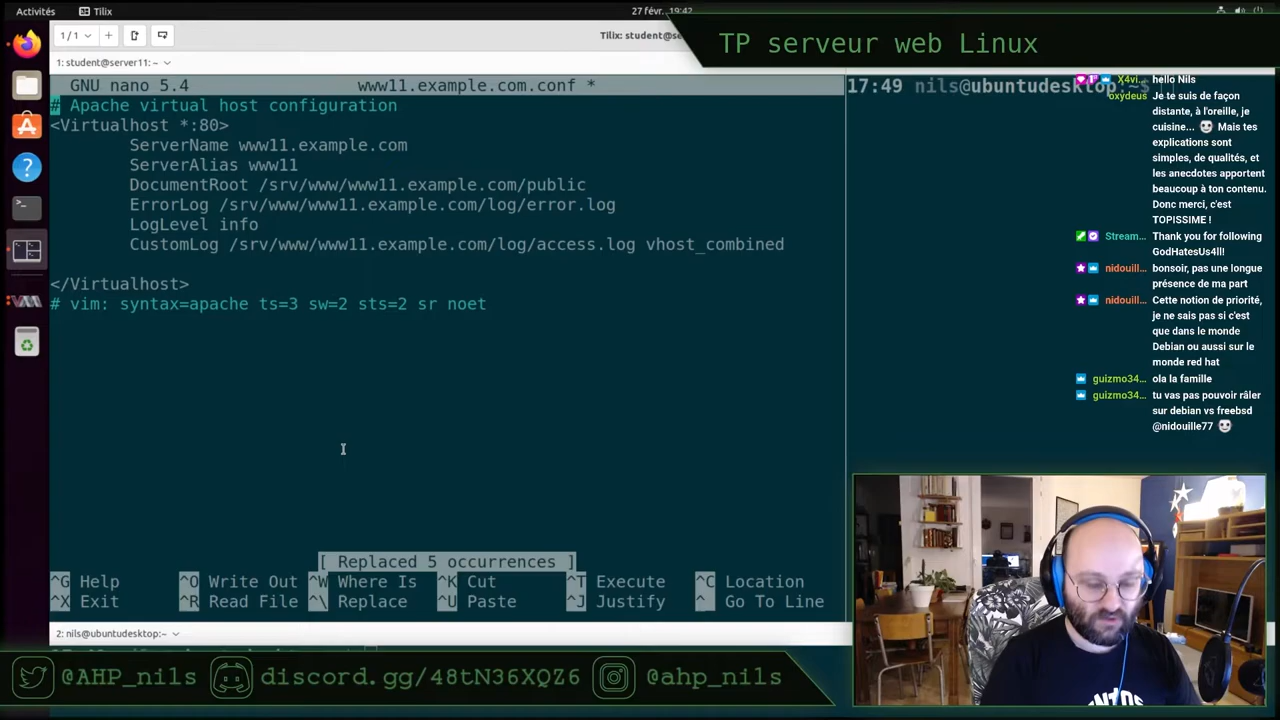 Activités
Tilix
27 févr. 19:42
1 / 1
Tilix: student@se
TP serveur web Linux
1: student@server11: ~
GNU nano 5.4 www11.example.com.conf *
# Apache virtual host configuration
<Virtualhost *:80>
ServerName www11.example.com
ServerAlias www11
DocumentRoot /srv/www/www11.example.com/public
ErrorLog /srv/www/www11.example.com/log/error.log
LogLevel info
CustomLog /srv/www/www11.example.com/log/access.log vhost_combined
</Virtualhost>
# vim: syntax=apache ts=3 sw=2 sts=2 sr noet
[ Replaced 5 occurrences ]
^G Help ^O Write Out ^W Where Is ^K Cut ^T Execute ^C Location
^X Exit ^R Read File ^\ Replace ^U Paste ^J Justify ^_ Go To Line
17:49 nils@ubuntudesktop:~$
X4vi… hello Nils
oxydeus Je te suis de façon
distante, à l'oreille, je
cuisine... Mais tes
explications sont
simples, de qualités, et
les anecdotes apportent
beaucoup à ton contenu.
Donc merci, c'est
TOPISSIME !
Stream… Thank you for following
GodHatesUs4ll!
nidouill… bonsoir, pas une longue
présence de ma part
nidouill… Cette notion de priorité,
je ne sais pas si c'est
que dans le monde
Debian ou aussi sur le
monde red hat
guizmo34… ola la famille
guizmo34… tu vas pas pouvoir râler
sur debian vs freebsd
@nidouille77
2: nils@ubuntudesktop:~
@AHP_nils
discord.gg/48tN36XQZ6
@ahp_nils